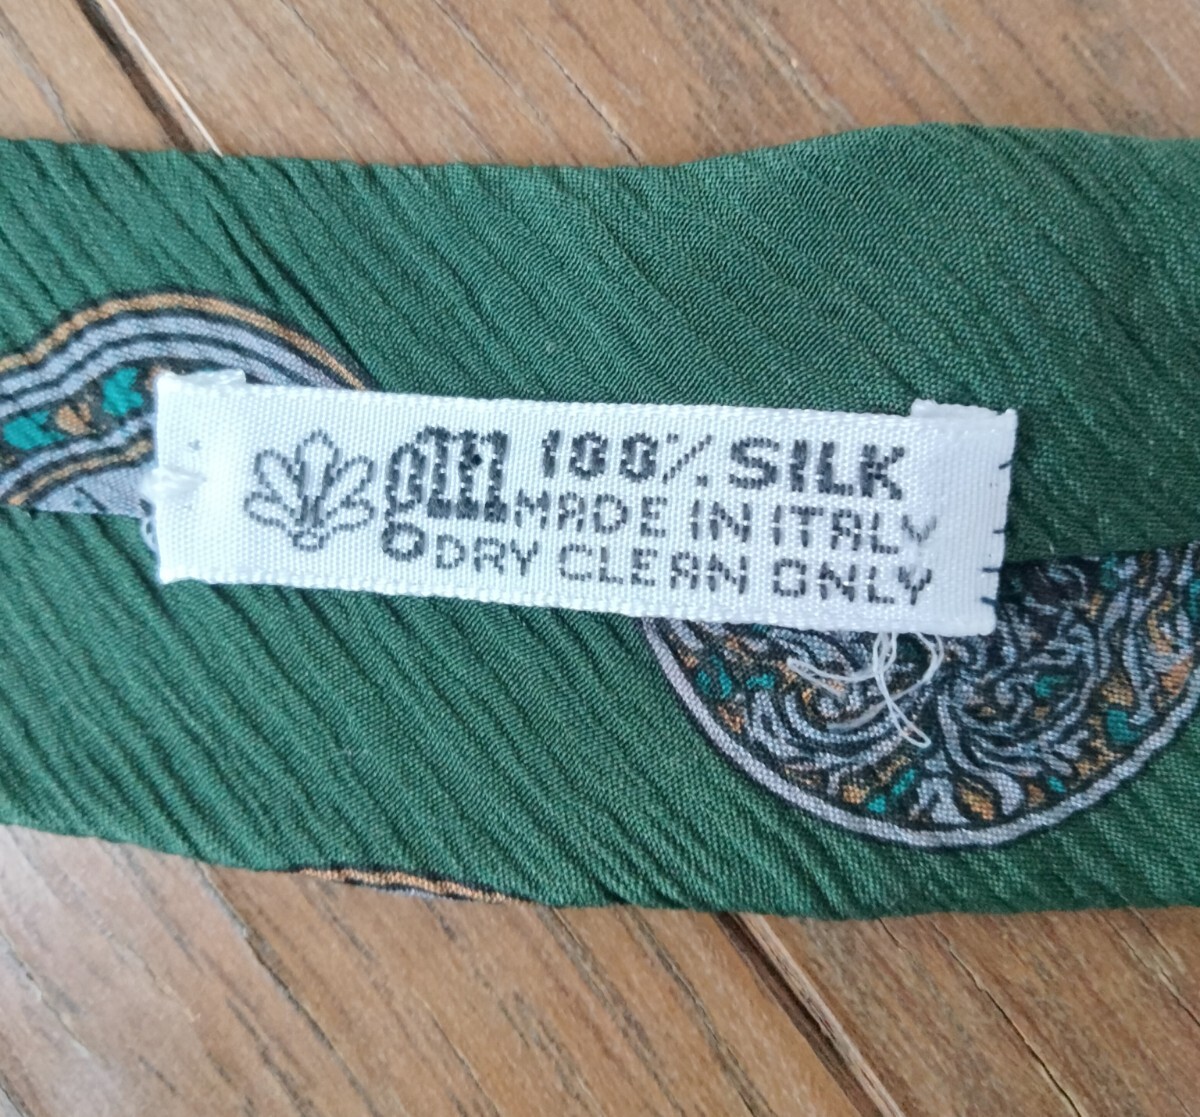 100% SILK
MADE IN ITALY
DRY CLEAN ONLY